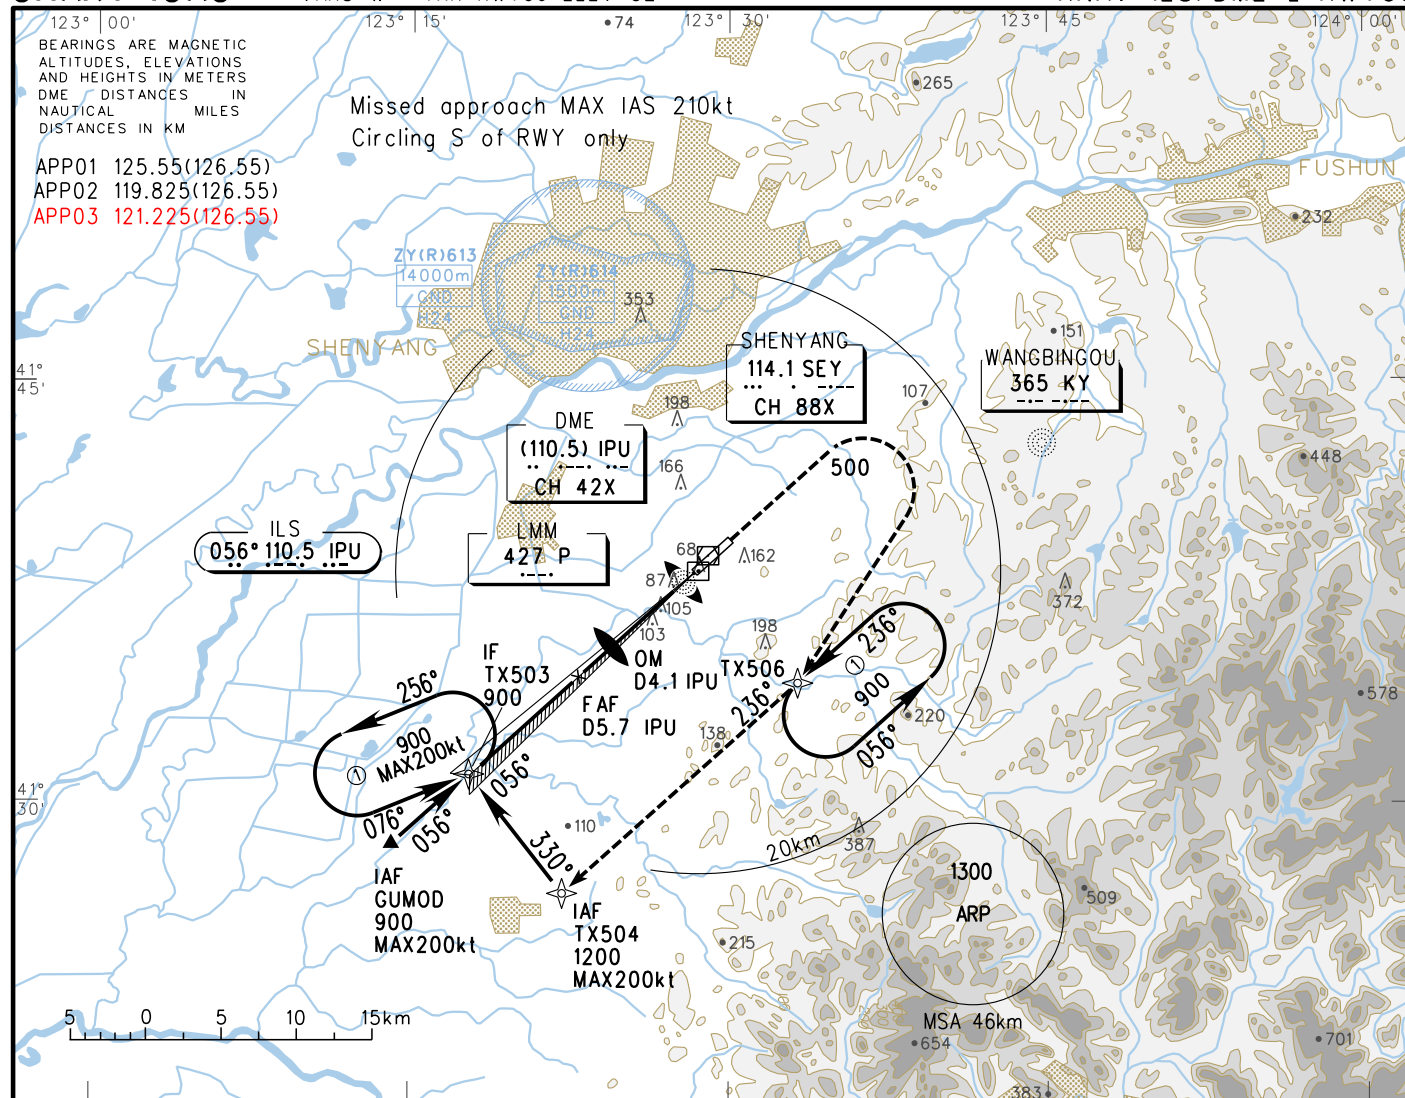 123° 00'
123° 15'
74
123° 30'
123° 45'
124° 00'
BEARINGS ARE MAGNETIC
ALTITUDES, ELEVATIONS
AND HEIGHTS IN METERS
DME DISTANCES IN
NAUTICAL MILES
DISTANCES IN KM
Missed approach MAX IAS 210kt
Circling S of RWY only
APP01 125.55(126.55)
APP02 119.825(126.55)
APP03 121.225(126.55)
265
FUSHUN
232
ZY(R)613
14000m
GND
H24
ZY(R)614
1500m
GND
H24
353
SHENYANG
SHENYANG
114.1 SEY
CH 88X
151
WANGBINGOU
365 KY
41°
45'
107
198
DME
(110.5) IPU
CH 42X
166
500
448
ILS
056° 110.5 IPU
LMM
427 P
68
162
87
105
103
198
372
IF
TX503
900
OM
D4.1 IPU
TX506
236°
1
900
056°
236°
FAF
D5.7 IPU
220
578
138
256°
900
MAX200kt
1
056°
076°
056°
41°
30'
110
330°
20km
387
1300
ARP
MSA 46km
509
IAF
GUMOD
900
MAX200kt
IAF
TX504
1200
MAX200kt
215
5 0 5 10 15km
654
701
383